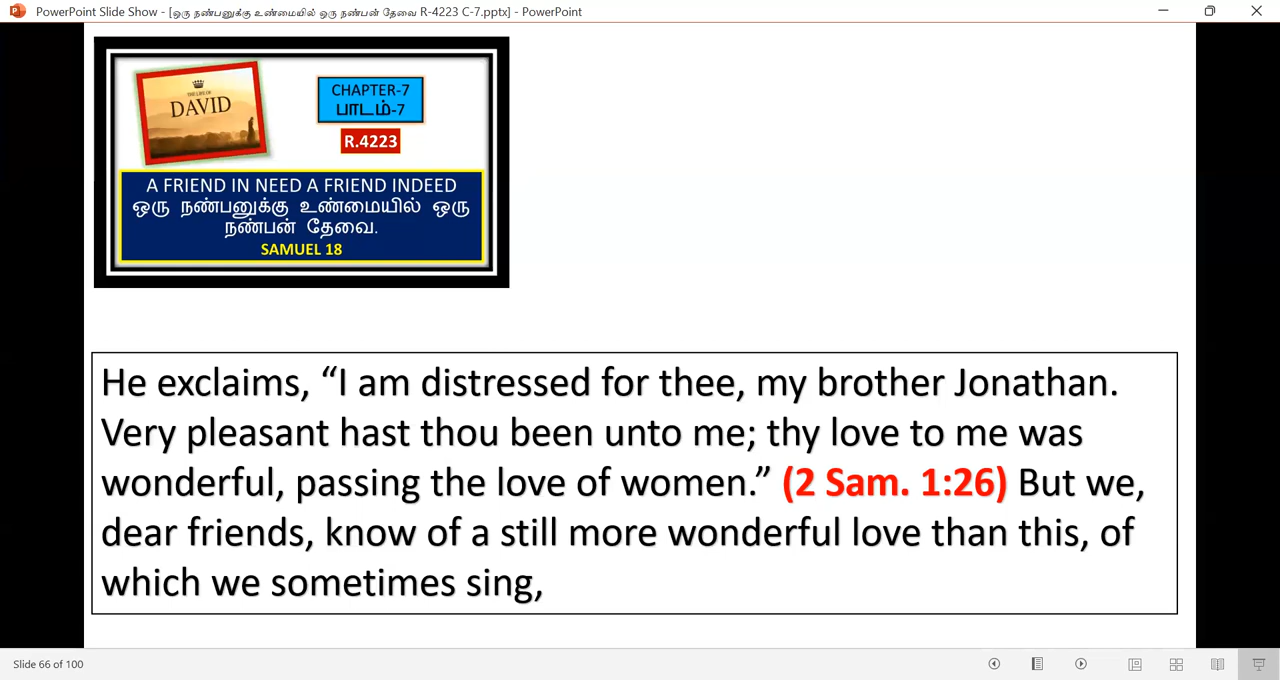 PowerPoint Slide Show - [ஒரு நண்பனுக்கு உண்மையில் ஒரு நண்பன் தேவை R-4223 C-7.pptx] - PowerPoint
THE LIFE OF
DAVID
CHAPTER-7
பாடம்-7
R.4223
A FRIEND IN NEED A FRIEND INDEED
ஒரு நண்பனுக்கு உண்மையில் ஒரு
நண்பன் தேவை.
SAMUEL 18
He exclaims, “I am distressed for thee, my brother Jonathan.
Very pleasant hast thou been unto me; thy love to me was
wonderful, passing the love of women.” (2 Sam. 1:26) But we,
dear friends, know of a still more wonderful love than this, of
which we sometimes sing,
Slide 66 of 100